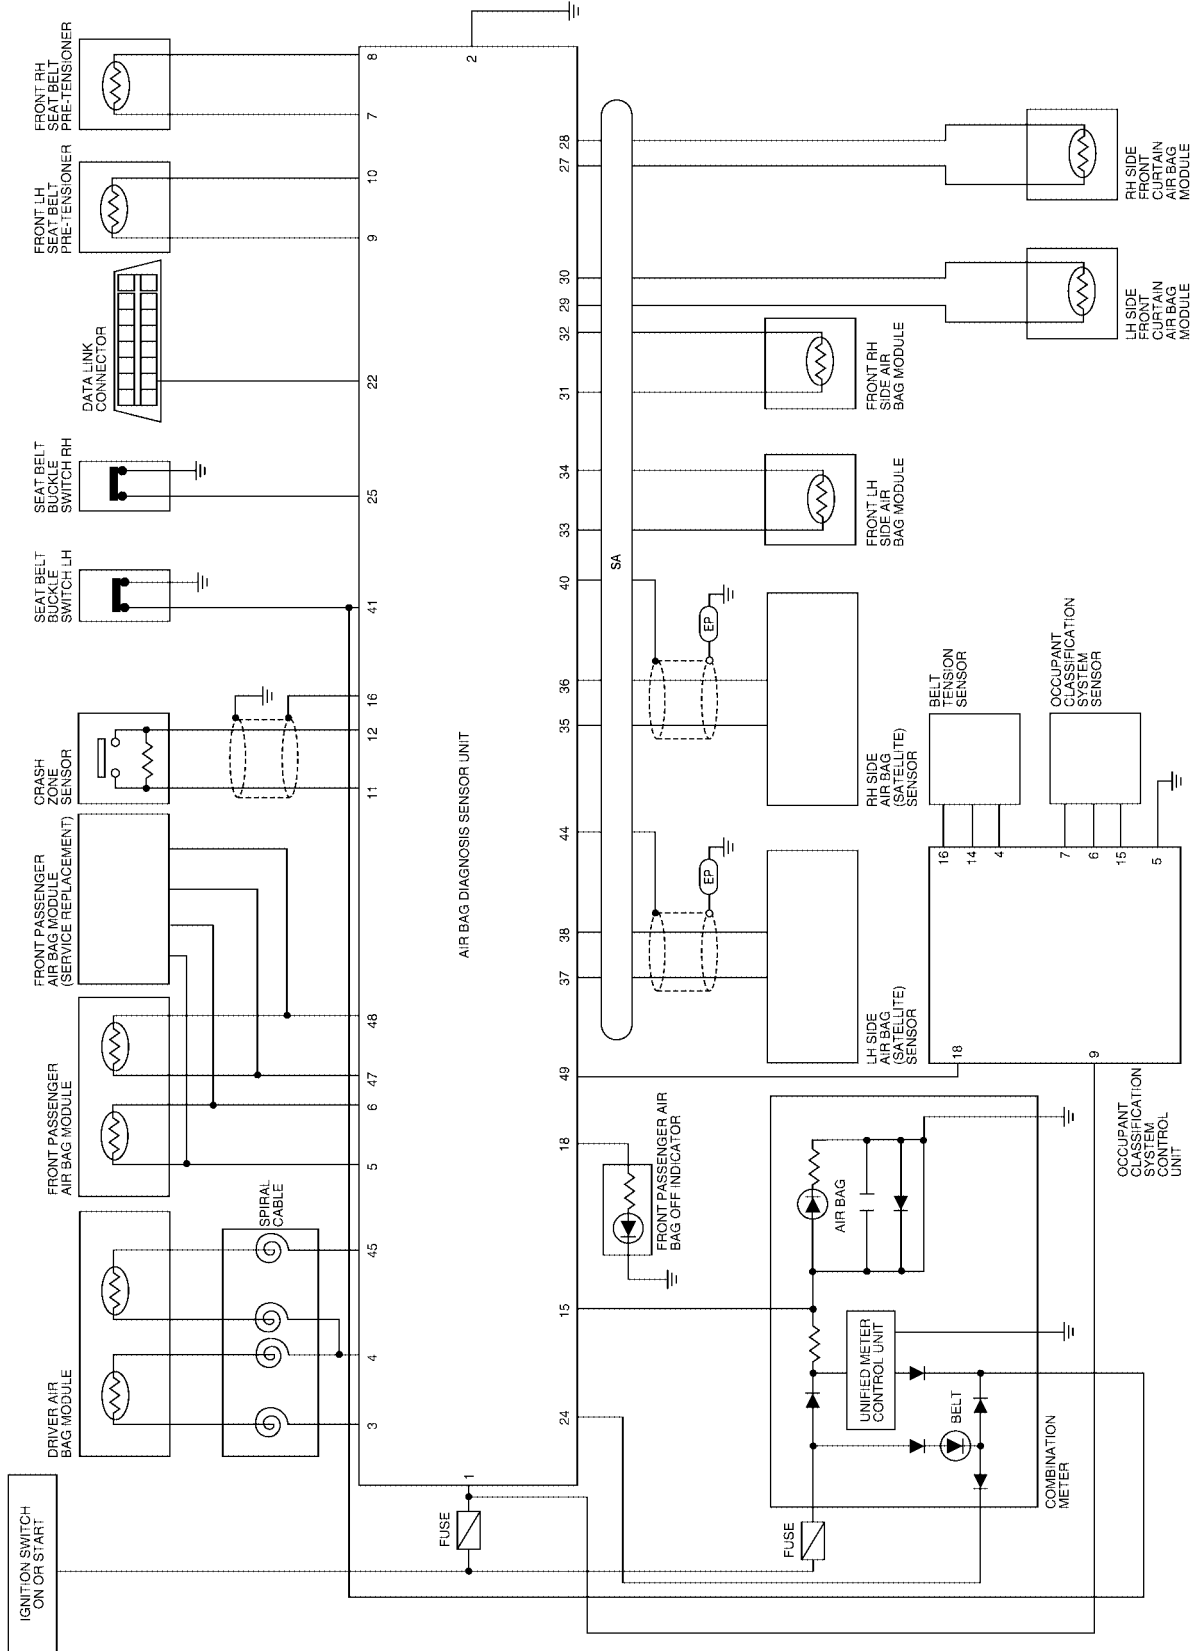 IGNITION SWITCH
ON OR START
DRIVER AIR
BAG MODULE
FRONT PASSENGER
AIR BAG MODULE
FRONT PASSENGER
AIR BAG MODULE
(SERVICE REPLACEMENT)
CRASH
ZONE
SENSOR
SEAT BELT
BUCKLE
SWITCH LH
SEAT BELT
BUCKLE
SWITCH RH
DATA LINK
CONNECTOR
FRONT LH
SEAT BELT
PRE-TENSIONER
FRONT RH
SEAT BELT
PRE-TENSIONER
SPIRAL
CABLE
FUSE
1
3
4
45
5
6
47
48
11
12
16
41
25
22
9
10
7
8
AIR BAG DIAGNOSIS SENSOR UNIT
2
24
15
18
49
37
38
44
35
36
40
33
34
31
32
29
30
27
28
SA
FRONT PASSENGER AIR
BAG OFF INDICATOR
EP
EP
LH SIDE
AIR BAG
(SATELLITE)
SENSOR
RH SIDE
AIR BAG
(SATELLITE)
SENSOR
FRONT LH
SIDE AIR
BAG MODULE
FRONT RH
SIDE AIR
BAG MODULE
LH SIDE
FRONT
CURTAIN
AIR BAG
MODULE
RH SIDE
FRONT
CURTAIN
AIR BAG
MODULE
FUSE
AIR BAG
UNIFIED METER
CONTROL UNIT
BELT
COMBINATION
METER
BELT
TENSION
SENSOR
OCCUPANT
CLASSIFICATION
SYSTEM
SENSOR
18
9
16
14
4
7
6
15
5
OCCUPANT
CLASSIFICATION
SYSTEM
CONTROL
UNIT